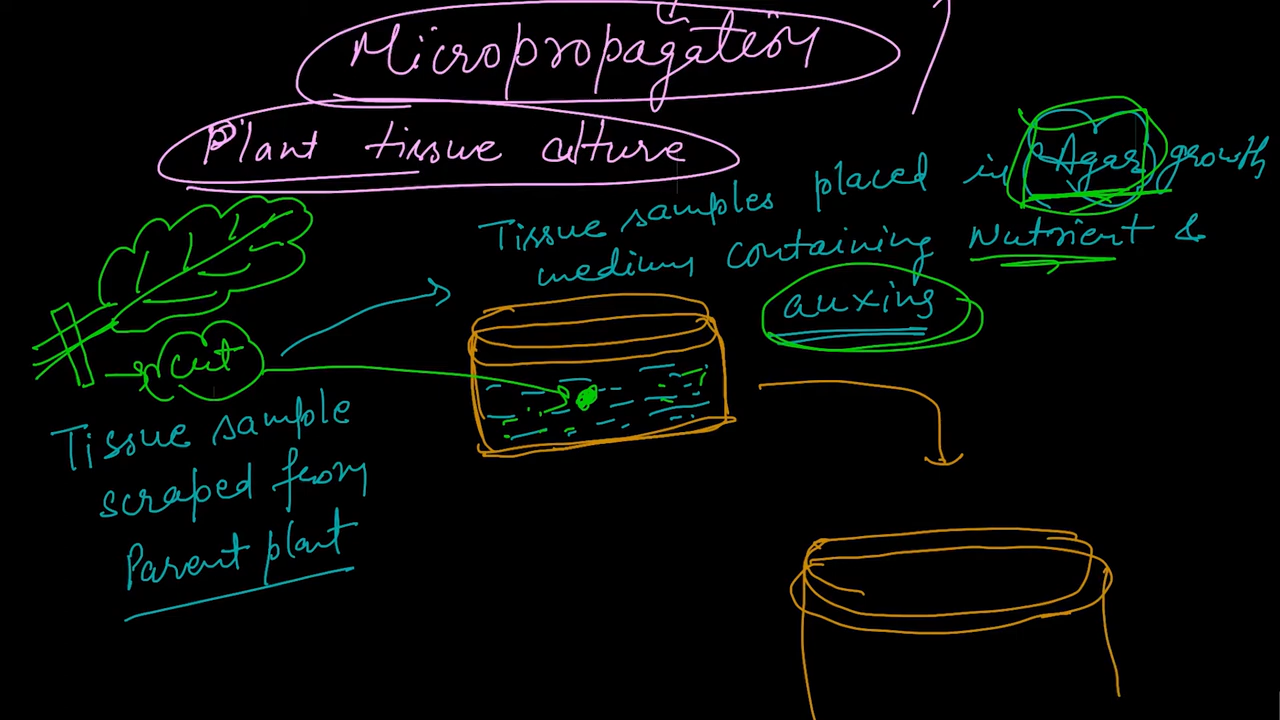 Micropropagation
Plant tissue culture
Tissue samples placed in Agar growth
medium containing Nutrient &
auxins
cut
Tissue sample
scraped from
Parent plant